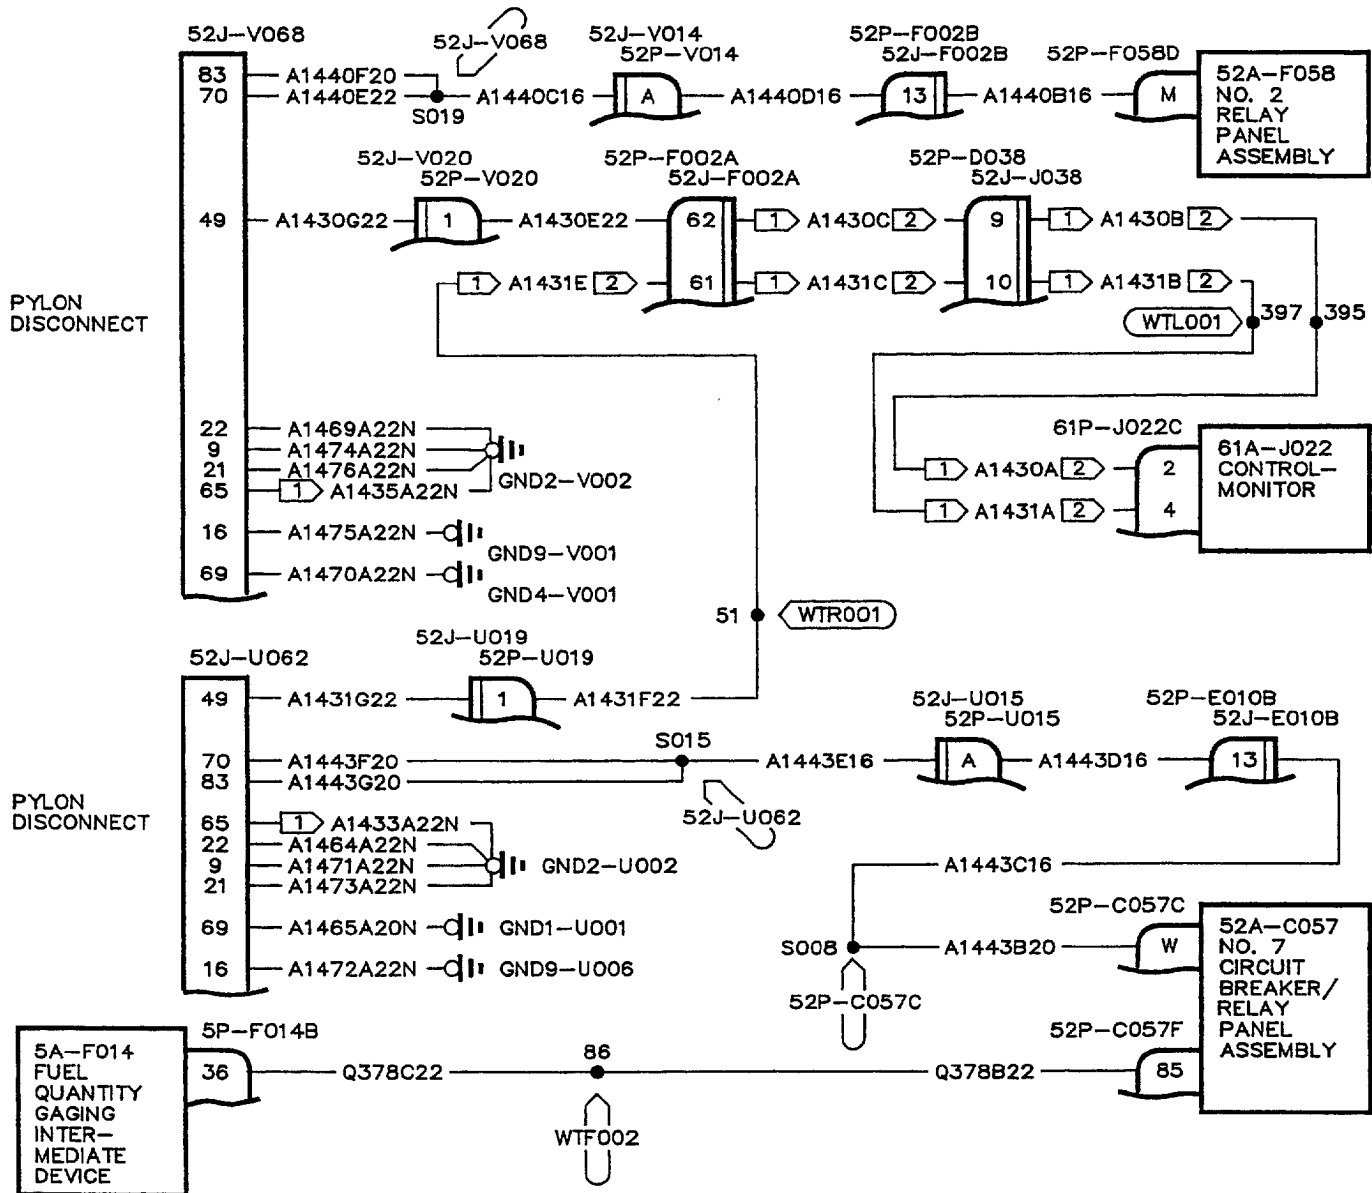 52J-V068
52J-V068
52J-V014
52P-V014
52P-F002B
52J-F002B
52P-F058D
83
A1440F20
70
A1440E22
S019
A1440C16
A
A1440D16
13
A1440B16
M
52A-F058
NO. 2
RELAY
PANEL
ASSEMBLY
52J-V020
52P-V020
52P-F002A
52J-F002A
52P-D038
52J-J038
49
A1430G22
1
A1430E22
62
1
A1430C
2
9
1
A1430B
2
1
A1431E
2
61
1
A1431C
2
10
1
A1431B
2
PYLON
DISCONNECT
WTL001
397
395
22
A1469A22N
9
A1474A22N
21
A1476A22N
65
1
A1435A22N
GND2-V002
61P-J022C
1
A1430A
2
2
1
A1431A
2
4
61A-J022
CONTROL-
MONITOR
16
A1475A22N
GND9-V001
69
A1470A22N
GND4-V001
51
WTR001
52J-U062
52J-U019
52P-U019
49
A1431G22
1
A1431F22
52J-U015
52P-U015
52P-E010B
52J-E010B
70
A1443F20
S015
A1443E16
A
A1443D16
13
83
A1443G20
52J-U062
PYLON
DISCONNECT
65
1
A1433A22N
22
A1464A22N
9
A1471A22N
21
A1473A22N
GND2-U002
A1443C16
69
A1465A20N
GND1-U001
16
A1472A22N
GND9-U006
52P-C057C
S008
A1443B20
W
52P-C057C
52A-C057
NO. 7
CIRCUIT
BREAKER/
RELAY
PANEL
ASSEMBLY
5P-F014B
52P-C057F
5A-F014
FUEL
QUANTITY
GAGING
INTER-
MEDIATE
DEVICE
36
Q378C22
86
Q378B22
85
WTF002